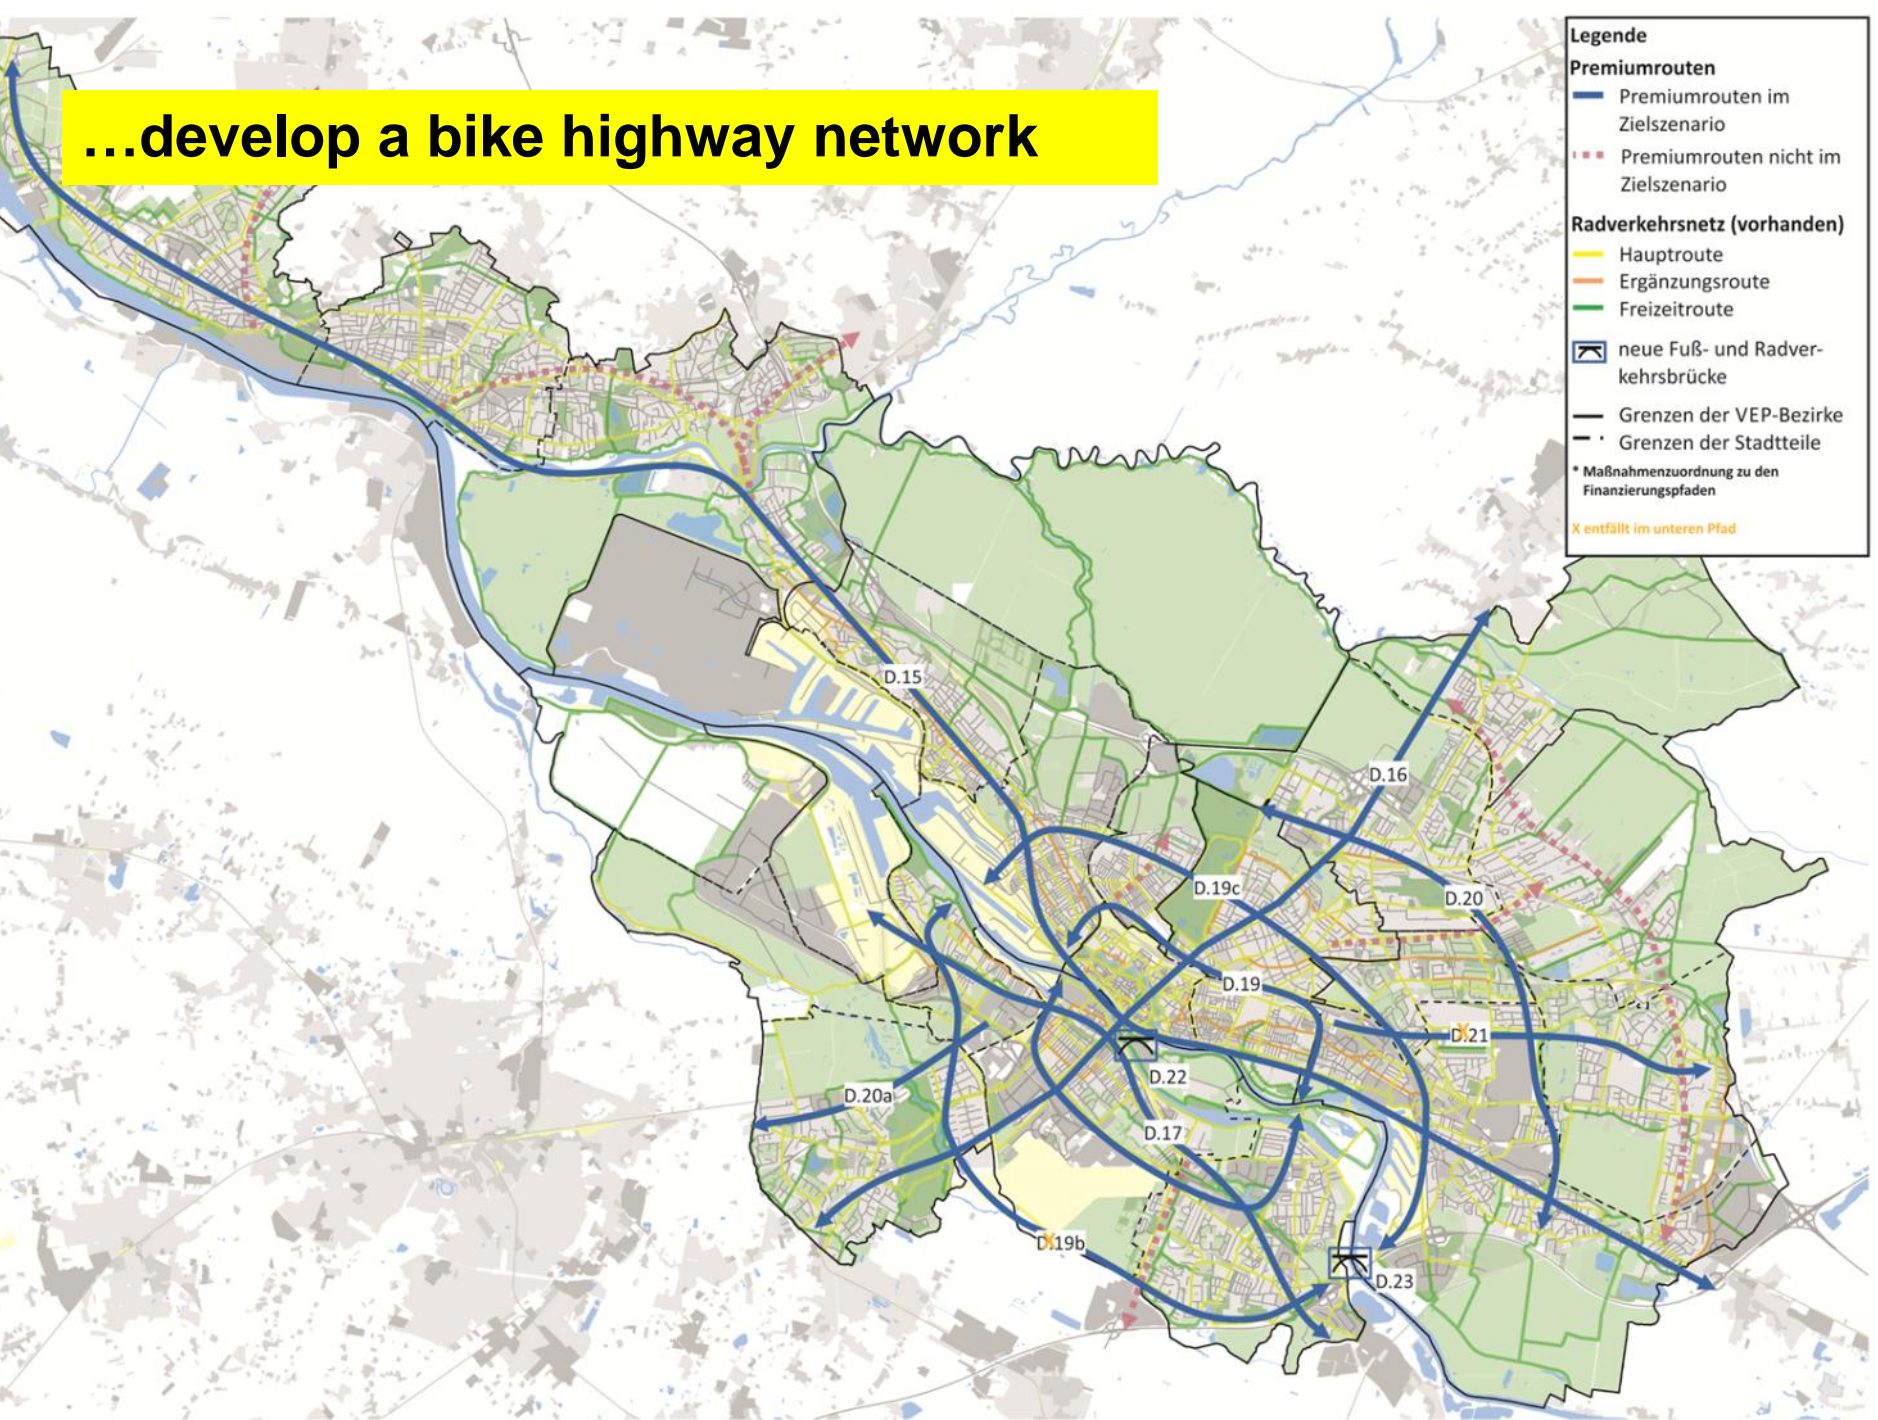 …develop a bike highway network
Legende
Premiumrouten
Premiumrouten im
Zielszenario
Premiumrouten nicht im
Zielszenario
Radverkehrsnetz (vorhanden)
Hauptroute
Ergänzungsroute
Freizeitroute
neue Fuß- und Radver-
kehrsbrücke
Grenzen der VEP-Bezirke
Grenzen der Stadtteile
* Maßnahmenzuordnung zu den
Finanzierungspfaden
X entfällt im unteren Pfad
D.15
D.16
D.19c
D.20
D.19
X
D.21
D.22
D.20a
D.17
X
D.19b
D.23